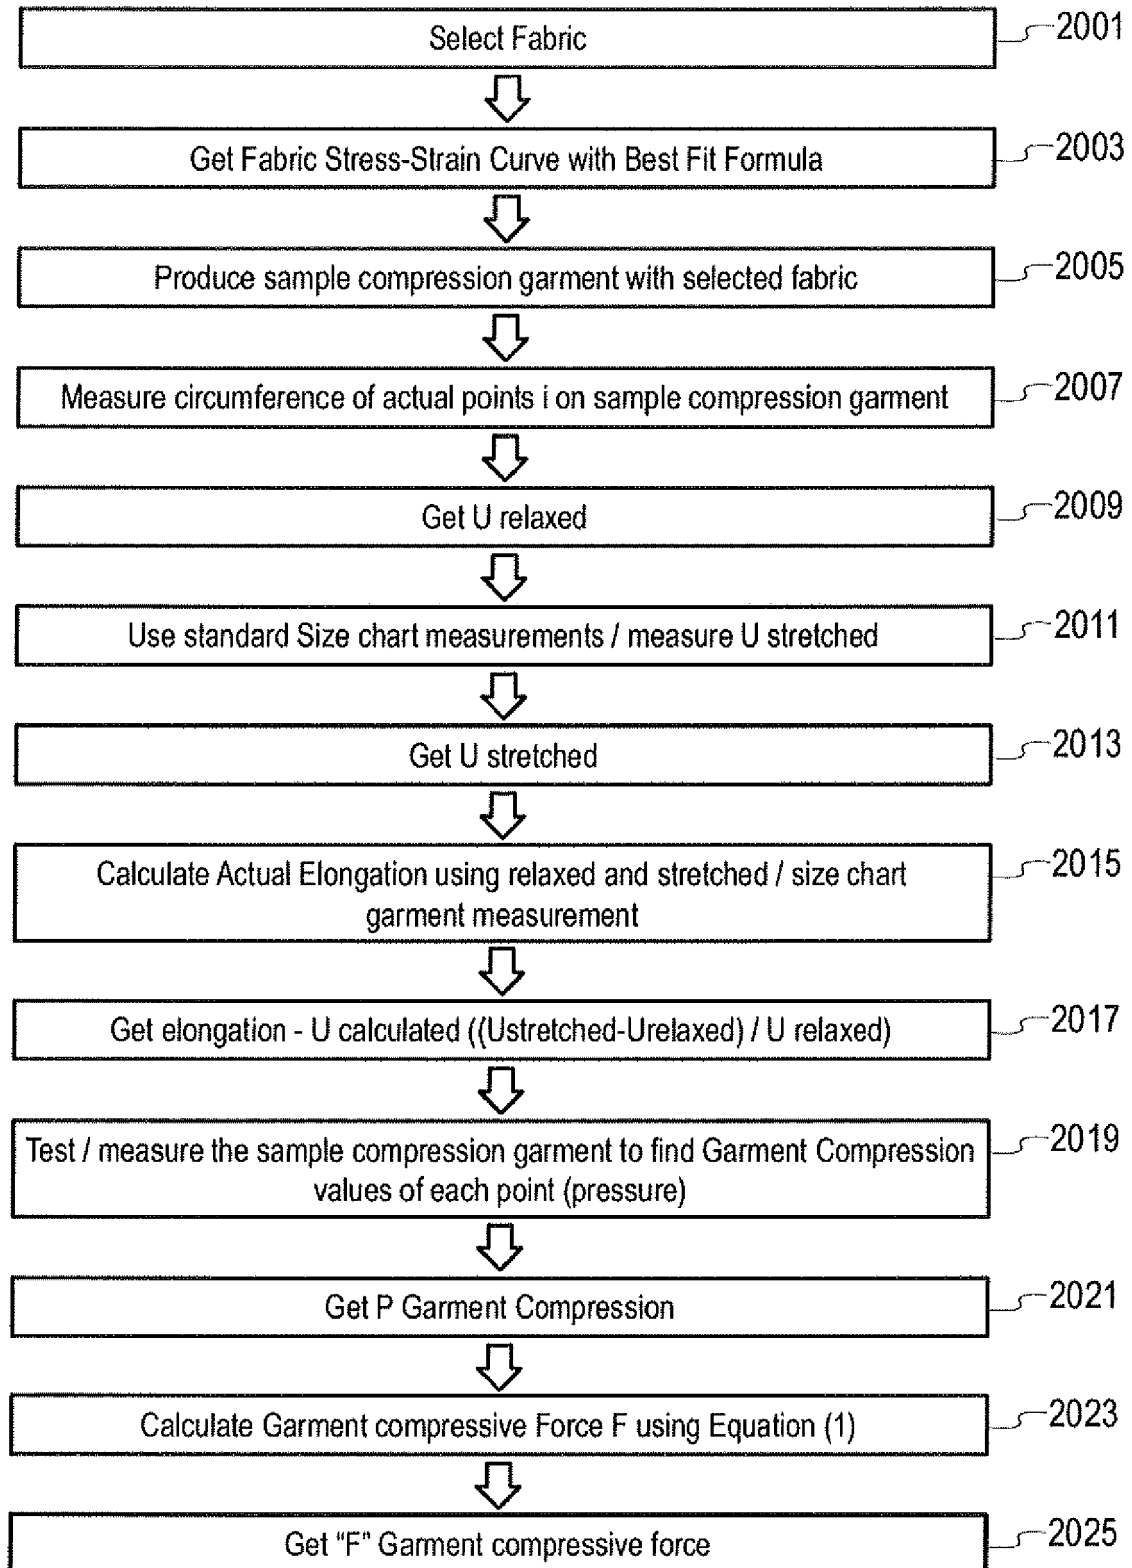 Select Fabric
2001
Get Fabric Stress-Strain Curve with Best Fit Formula
2003
Produce sample compression garment with selected fabric
2005
Measure circumference of actual points i on sample compression garment
2007
Get U relaxed
2009
Use standard Size chart measurements / measure U stretched
2011
Get U stretched
2013
Calculate Actual Elongation using relaxed and stretched / size chart
garment measurement
2015
Get elongation - U calculated ((Ustretched-Urelaxed) / U relaxed)
2017
Test / measure the sample compression garment to find Garment Compression
values of each point (pressure)
2019
Get P Garment Compression
2021
Calculate Garment compressive Force F using Equation (1)
2023
Get “F” Garment compressive force
2025